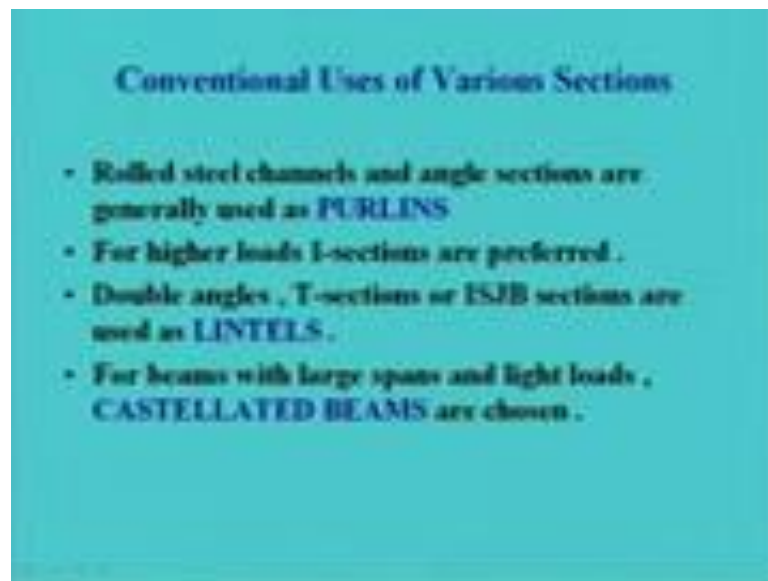 Conventional Uses of Various Sections
• Rolled steel channels and angle sections are
generally used as PURLINS
• For higher loads I-sections are preferred .
• Double angles , T-sections or ISJB sections are
used as LINTELS .
• For beams with large spans and light loads ,
CASTELLATED BEAMS are chosen .